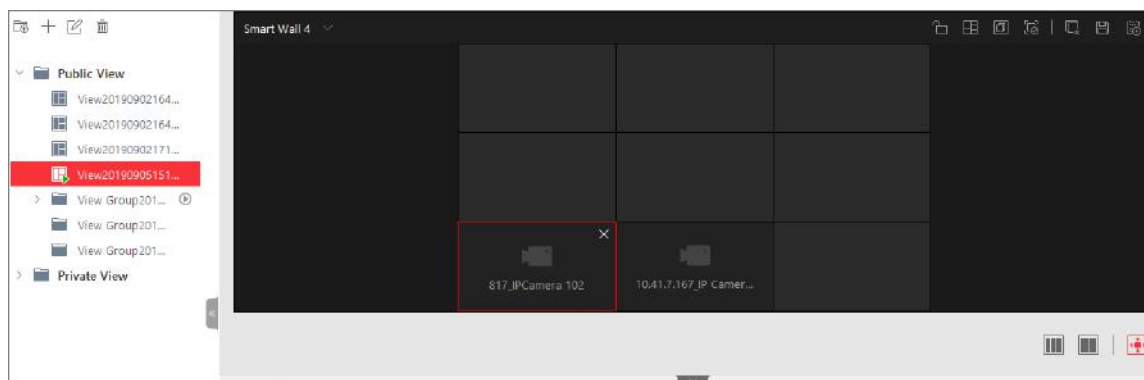 Smart Wall 4
Public View
View20190902164...
View20190902164...
View20190902171...
View20190905151...
View Group201...
View Group201...
View Group201...
Private View
817_IPCamera 102
10.41.7.167_IP Camer...